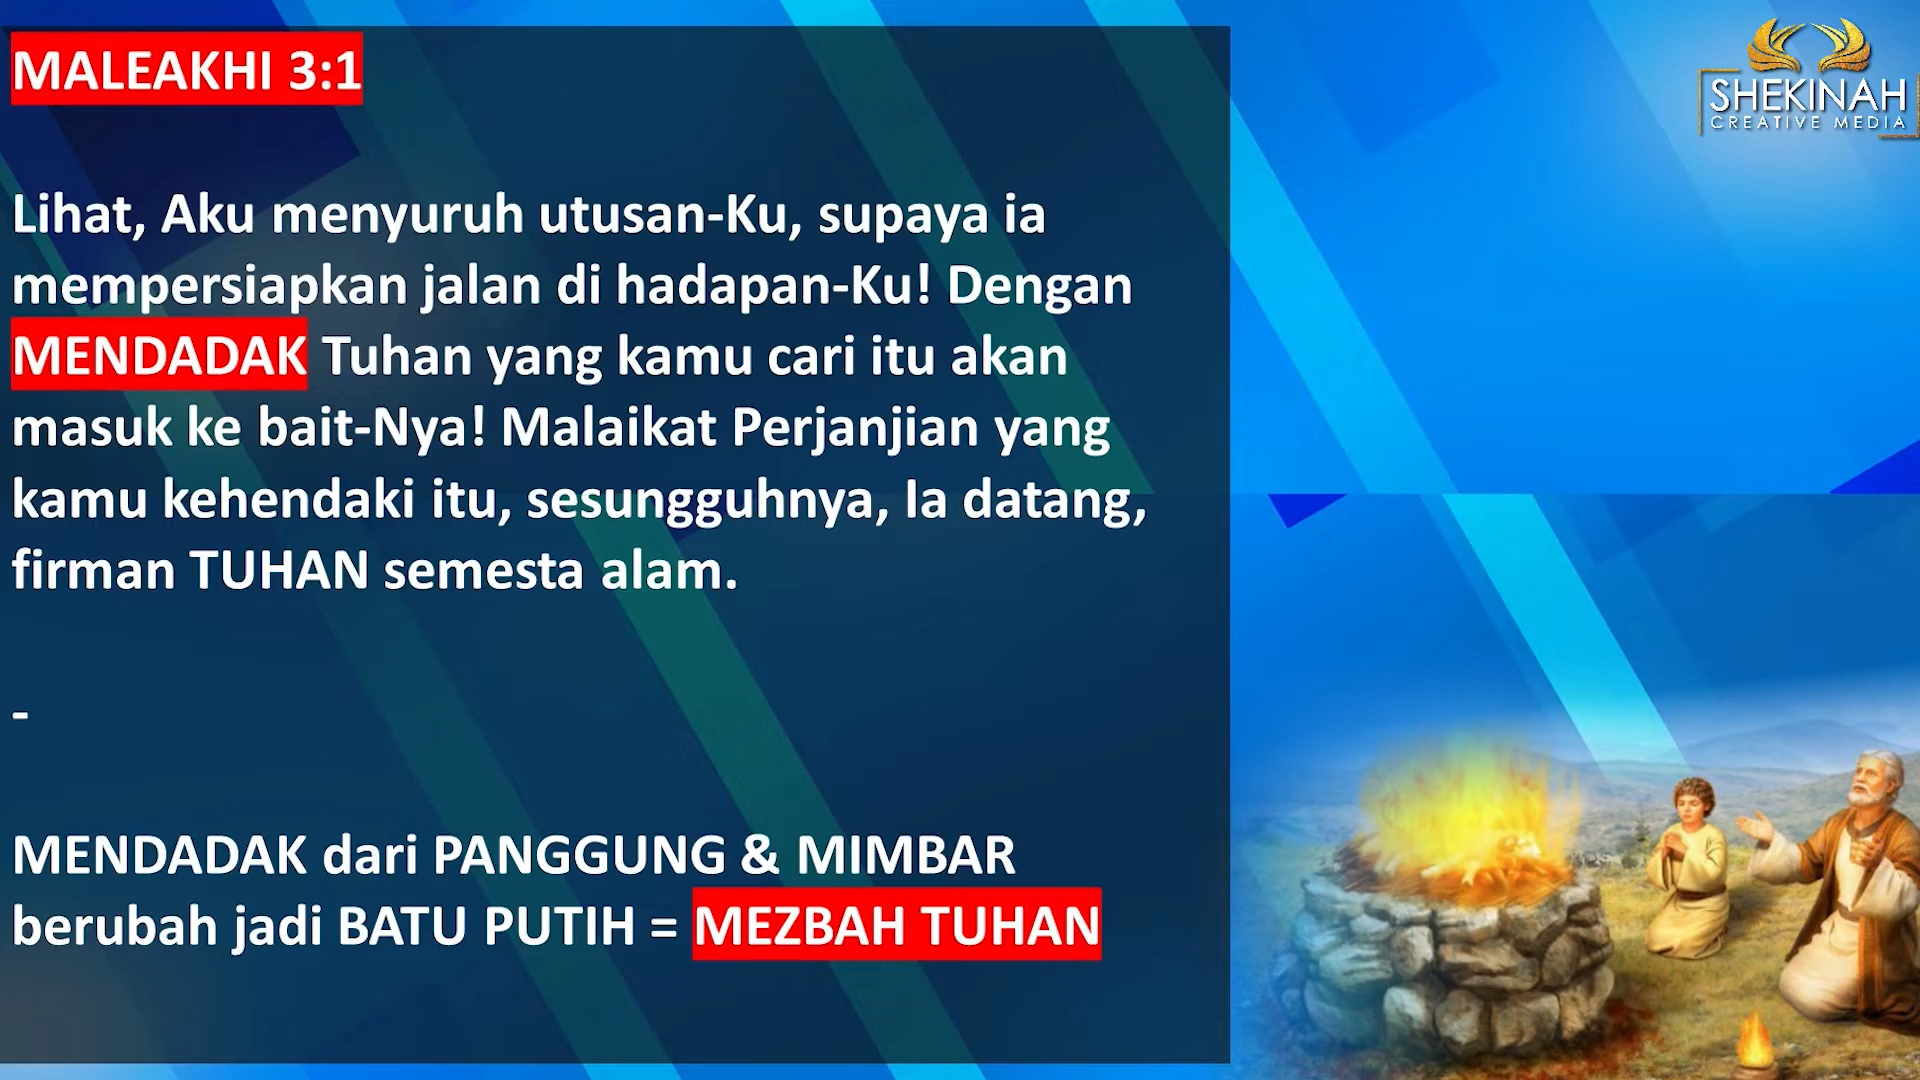 MALEAKHI 3:1
Lihat, Aku menyuruh utusan-Ku, supaya ia
mempersiapkan jalan di hadapan-Ku! Dengan
MENDADAK Tuhan yang kamu cari itu akan
masuk ke bait-Nya! Malaikat Perjanjian yang
kamu kehendaki itu, sesungguhnya, Ia datang,
firman TUHAN semesta alam.
-
MENDADAK dari PANGGUNG & MIMBAR
berubah jadi BATU PUTIH = MEZBAH TUHAN
SHEKINAH
CREATIVE MEDIA